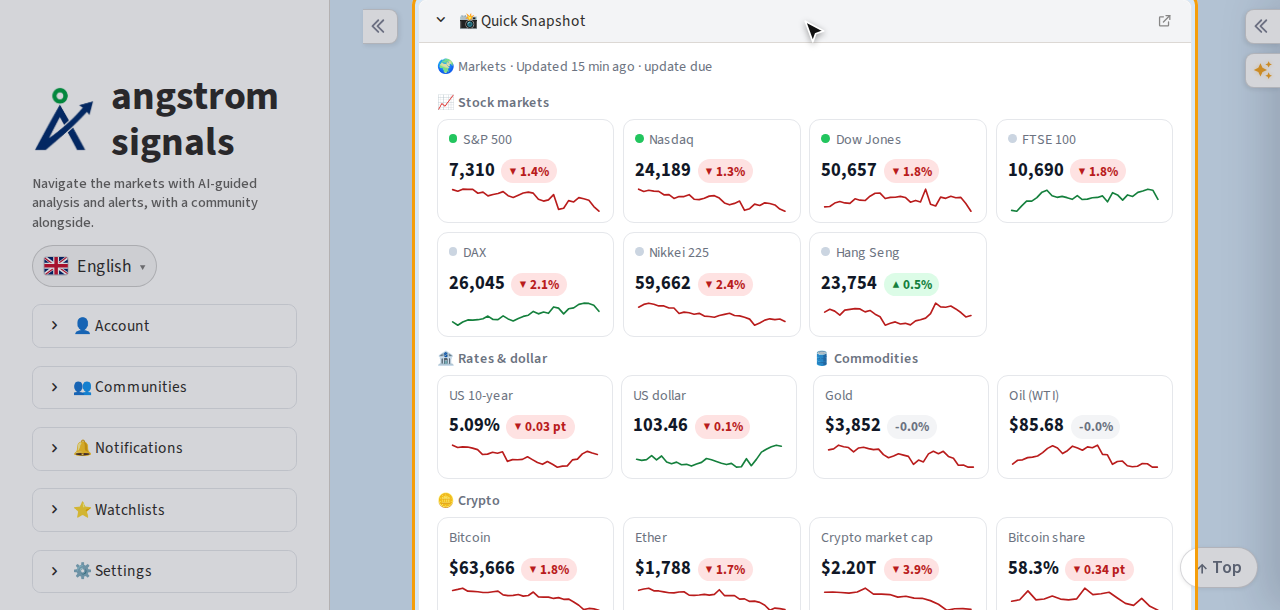 angstrom
signals
Navigate the markets with AI-guided
analysis and alerts, with a community
alongside.
English
Account
Communities
Notifications
Watchlists
Settings
Quick Snapshot
Markets · Updated 15 min ago · update due
Stock markets
S&P 500
7,310 ▼ 1.4%
Nasdaq
24,189 ▼ 1.3%
Dow Jones
50,657 ▼ 1.8%
FTSE 100
10,690 ▼ 1.8%
DAX
26,045 ▼ 2.1%
Nikkei 225
59,662 ▼ 2.4%
Hang Seng
23,754 ▲ 0.5%
Rates & dollar
US 10-year
5.09% ▼ 0.03 pt
US dollar
103.46 ▼ 0.1%
Commodities
Gold
$3,852 -0.0%
Oil (WTI)
$85.68 -0.0%
Crypto
Bitcoin
$63,666 ▼ 1.8%
Ether
$1,788 ▼ 1.7%
Crypto market cap
$2.20T ▼ 3.9%
Bitcoin share
58.3% ▼ 0.34 pt
↑ Top